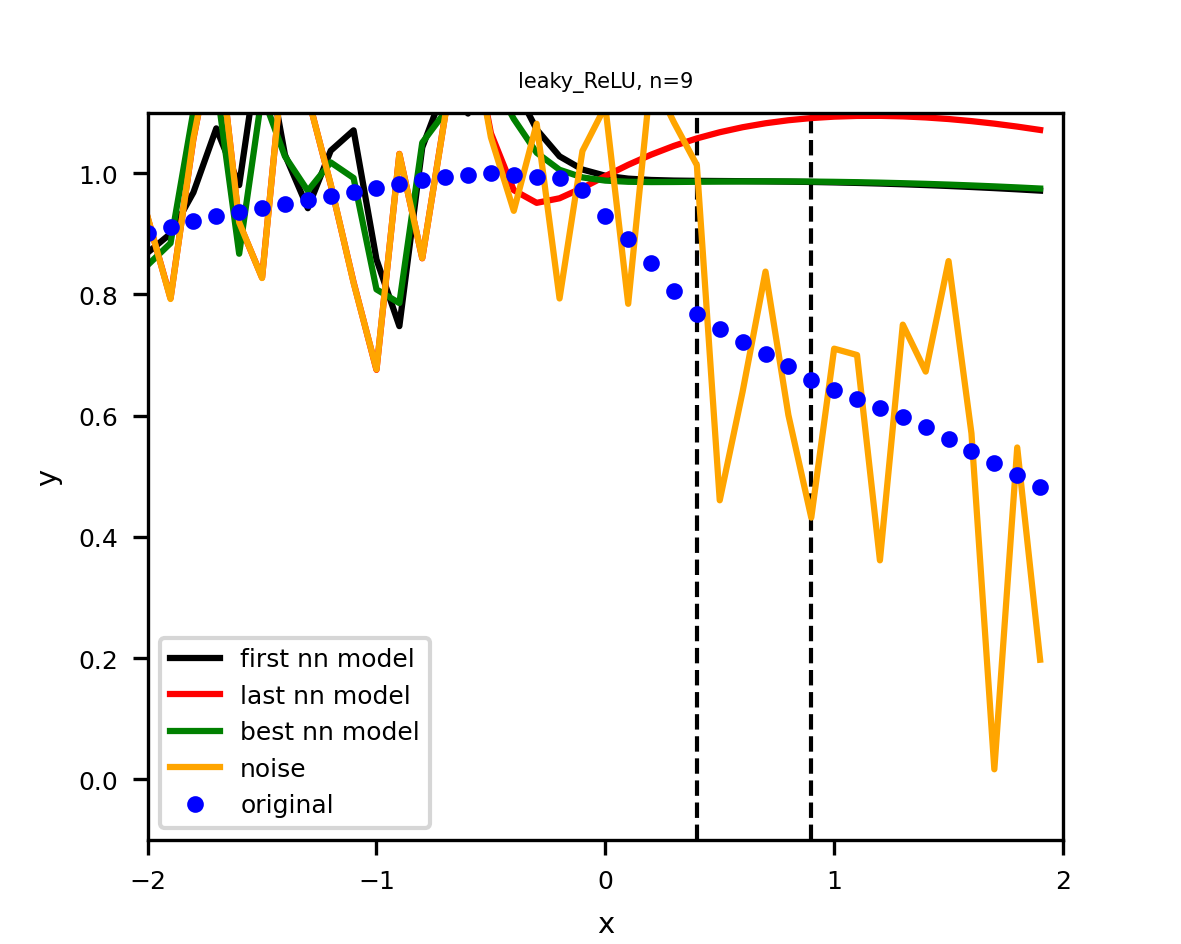 leaky_ReLU, n=9
y
1.0
0.8
0.6
0.4
0.2
0.0
first nn model
last nn model
best nn model
noise
original
−2
−1
0
1
2
x